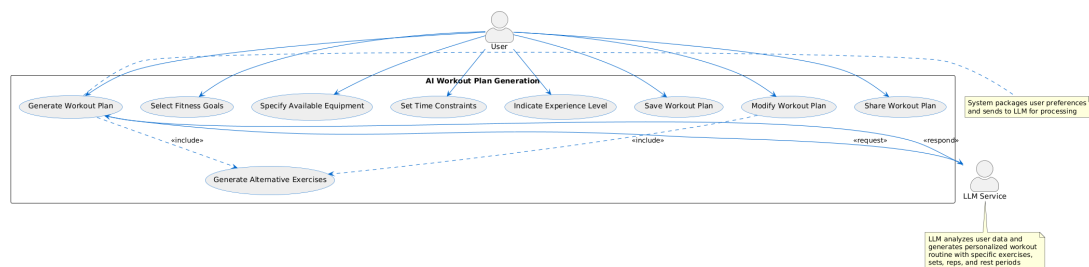 User
AI Workout Plan Generation
Generate Workout Plan
Select Fitness Goals
Specify Available Equipment
Set Time Constraints
Indicate Experience Level
Save Workout Plan
Modify Workout Plan
Share Workout Plan
System packages user preferences
and sends to LLM for processing
«include»
«include»
«request»
«respond»
Generate Alternative Exercises
LLM Service
LLM analyzes user data and
generates personalized workout
routine with specific exercises,
sets, reps, and rest periods